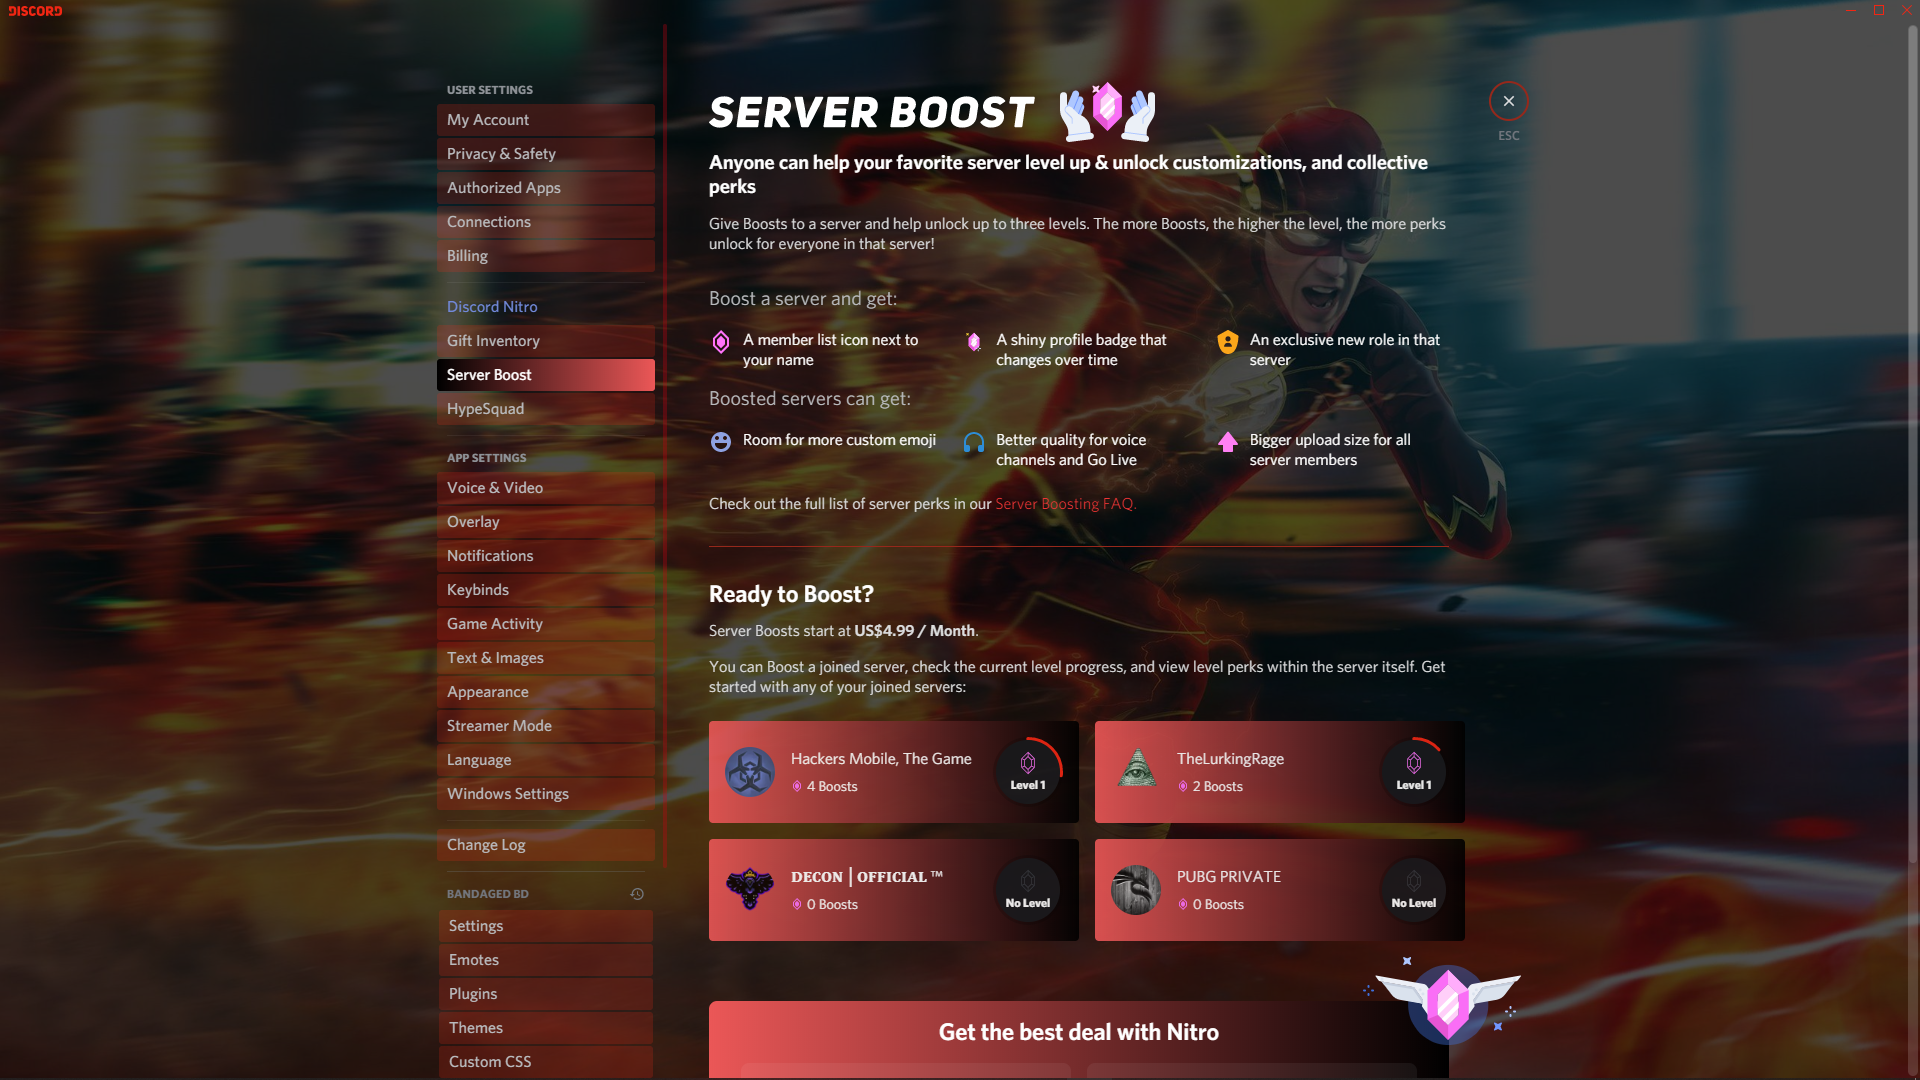 DISCORD
USER SETTINGS
My Account
Privacy & Safety
Authorized Apps
Connections
Billing
Discord Nitro
Gift Inventory
Server Boost
HypeSquad
APP SETTINGS
Voice & Video
Overlay
Notifications
Keybinds
Game Activity
Text & Images
Appearance
Streamer Mode
Language
Windows Settings
Change Log
BANDAGED BD
Settings
Emotes
Plugins
Themes
Custom CSS
SERVER BOOST
ESC
Anyone can help your favorite server level up & unlock customizations, and collective
perks
Give Boosts to a server and help unlock up to three levels. The more Boosts, the higher the level, the more perks
unlock for everyone in that server!
Boost a server and get:
A member list icon next to
your name
A shiny profile badge that
changes over time
An exclusive new role in that
server
Boosted servers can get:
Room for more custom emoji
Better quality for voice
channels and Go Live
Bigger upload size for all
server members
Check out the full list of server perks in our Server Boosting FAQ.
Ready to Boost?
Server Boosts start at US$4.99 / Month.
You can Boost a joined server, check the current level progress, and view level perks within the server itself. Get
started with any of your joined servers:
Hackers Mobile, The Game
4 Boosts
Level 1
TheLurkingRage
2 Boosts
Level 1
DECON | OFFICIAL ™
0 Boosts
No Level
PUBG PRIVATE
0 Boosts
No Level
Get the best deal with Nitro